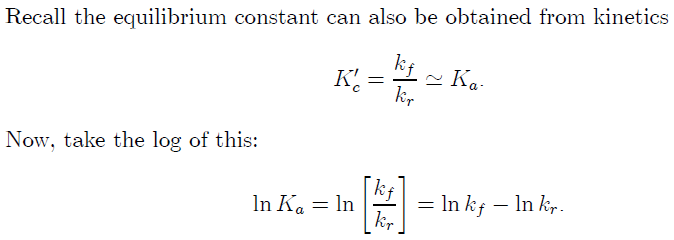 Recall the equilibrium constant can also be obtained from kinetics
K′_c = k_f / k_r ≃ K_a.
Now, take the log of this:
ln K_a = ln [k_f / k_r] = ln k_f − ln k_r.